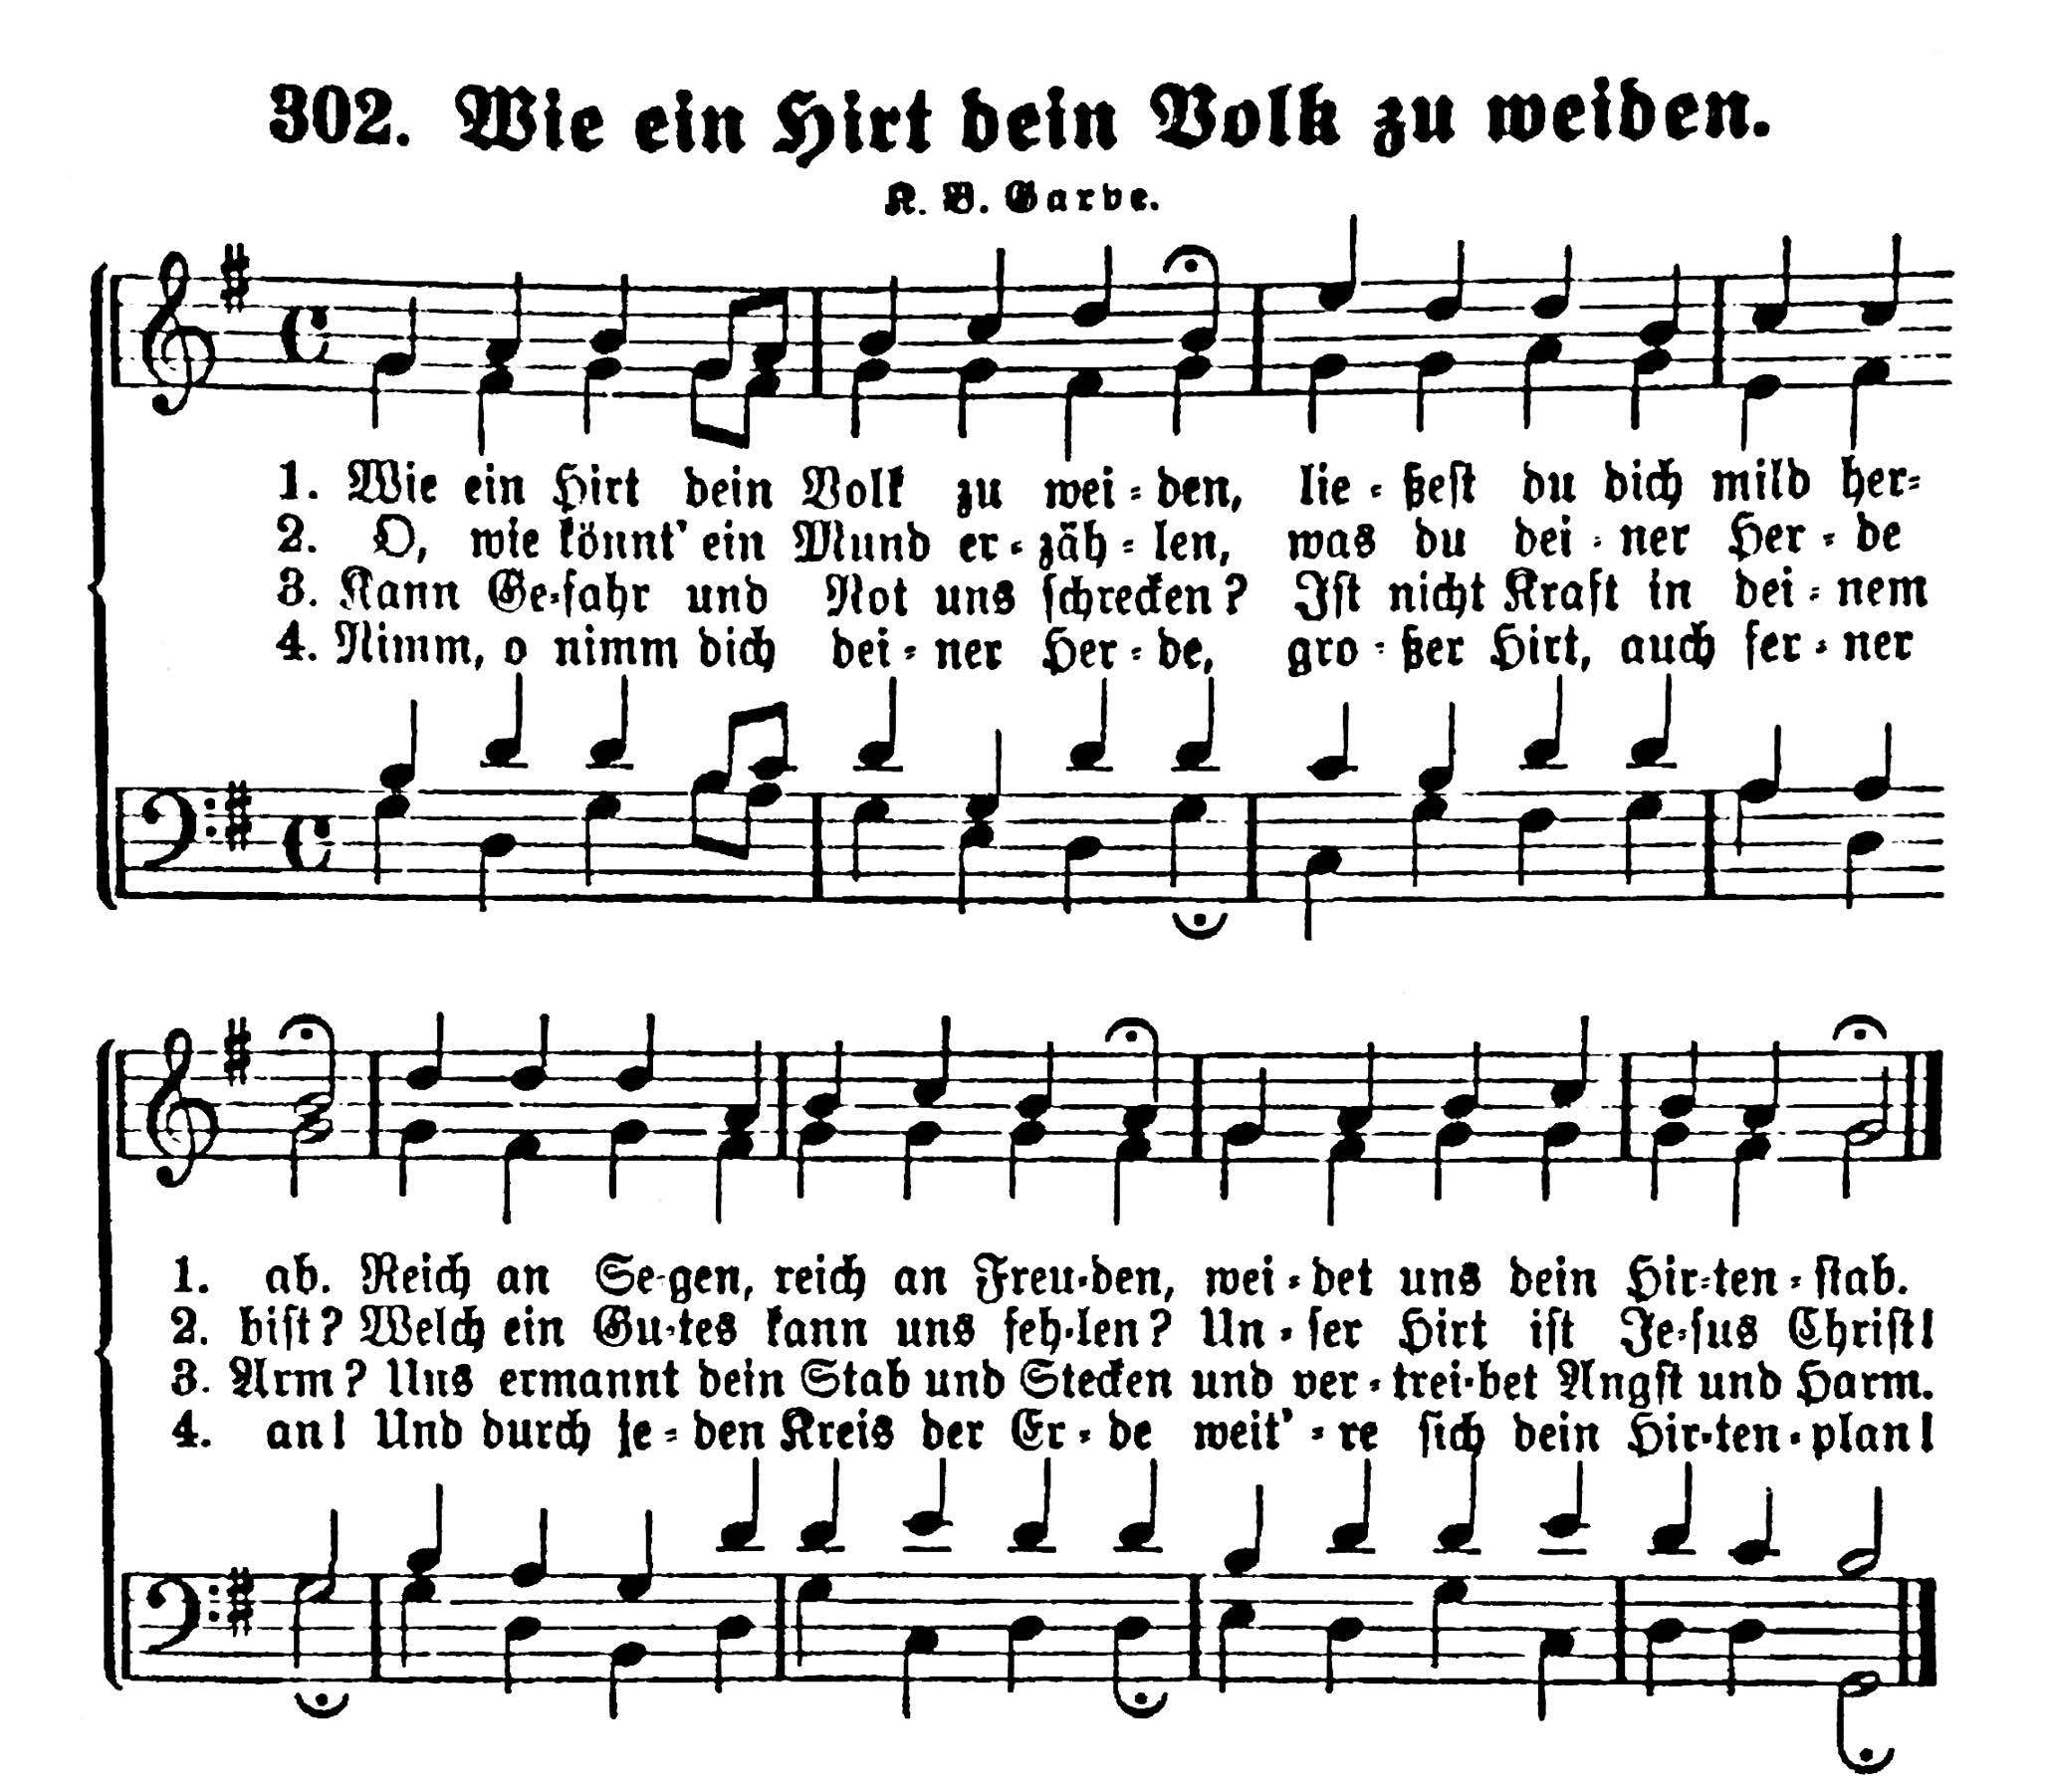 302. Wie ein Hirt dein Volk zu weiden.
K. B. Garve.
1. Wie ein Hirt dein Volk zu wei-den, lie-ßest du dich mild her-
2. O, wie könnt' ein Mund er-zäh-len, was du dei-ner Her-de
3. Kann Ge-fahr und Not uns schrecken? Ist nicht Kraft in dei-nem
4. Nimm, o nimm dich dei-ner Her-de, gro-ßer Hirt, auch fer-ner
1. ab. Reich an Se-gen, reich an Freu-den, wei-det uns dein Hir-ten-stab.
2. bist? Welch ein Gu-tes kann uns feh-len? Un-ser Hirt ist Je-sus Christ!
3. Arm? Uns ermannt dein Stab und Stecken und ver-trei-bet Angst und Harm.
4. an! Und durch je-den Kreis der Er-de weit'-re sich dein Hir-ten-plan!